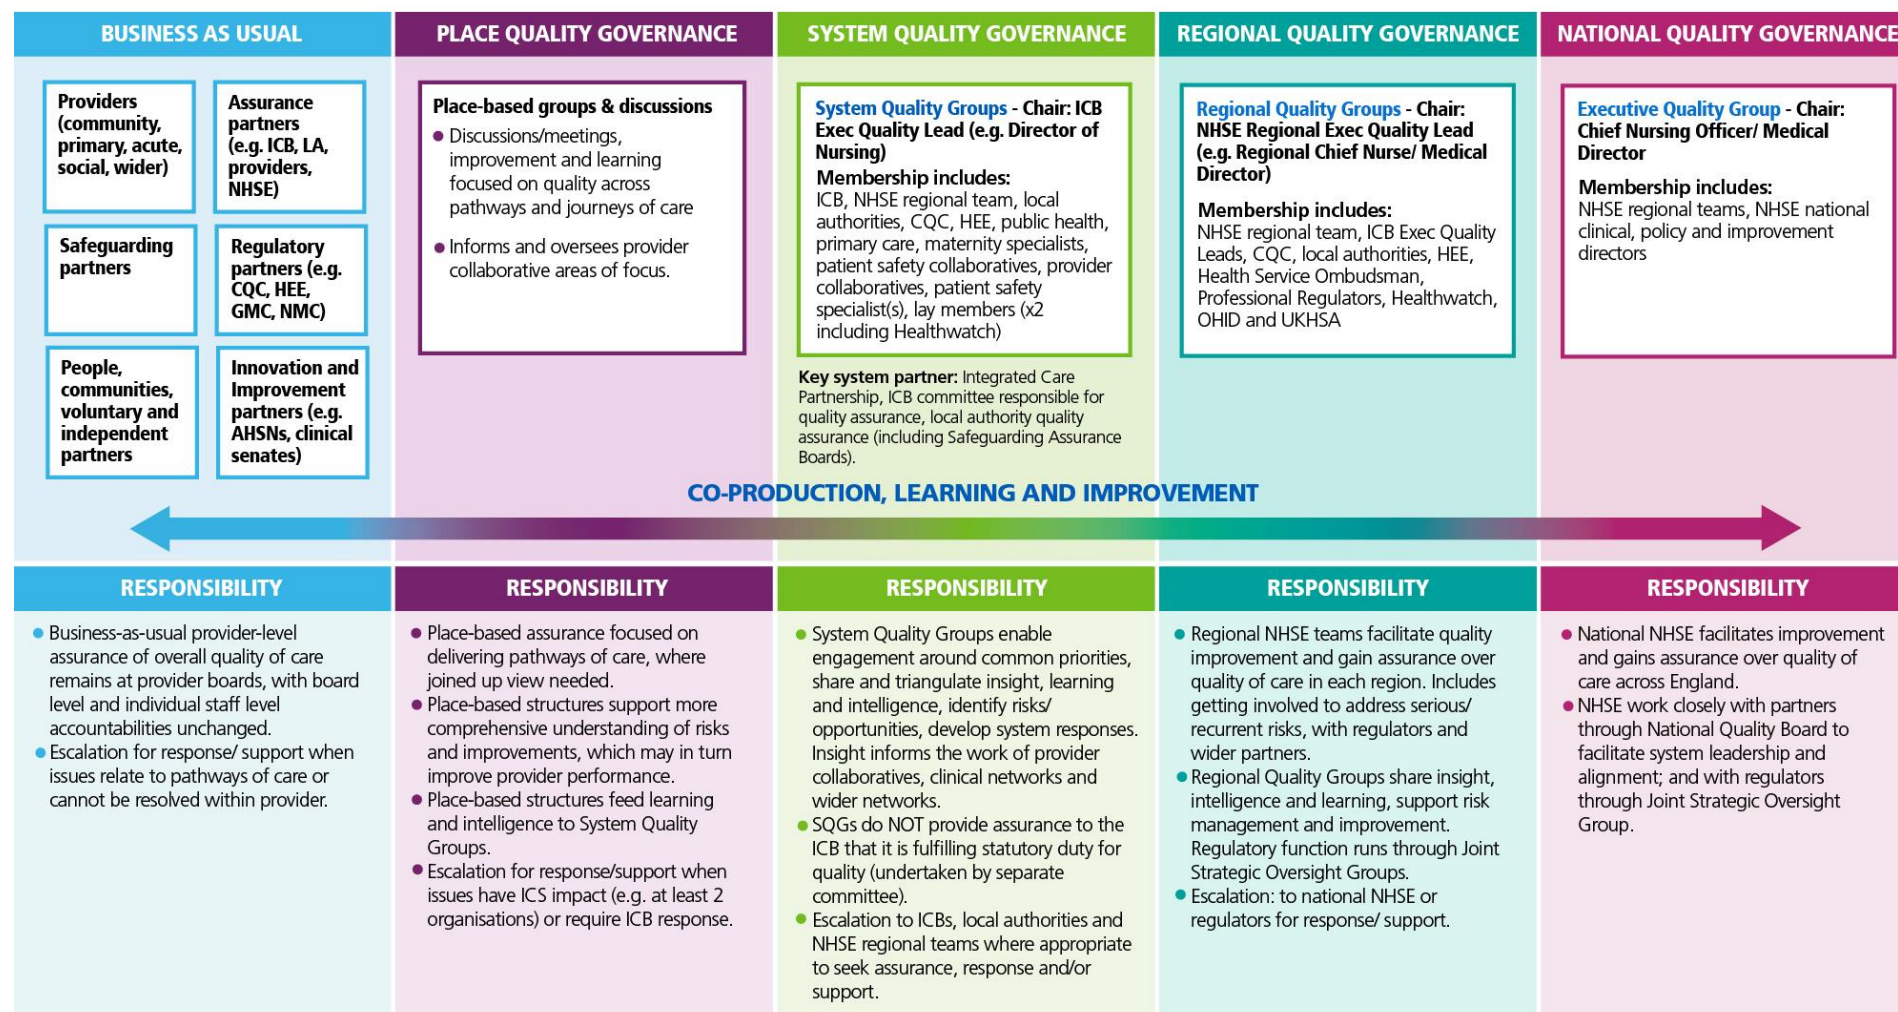 BUSINESS AS USUAL
Providers
(community,
primary, acute,
social, wider)
Assurance
partners
(e.g. ICB, LA,
providers,
NHSE)
Safeguarding
partners
Regulatory
partners (e.g.
CQC, HEE,
GMC, NMC)
People,
communities,
voluntary and
independent
partners
Innovation and
Improvement
partners (e.g.
AHSNs, clinical
senates)
PLACE QUALITY GOVERNANCE
Place-based groups & discussions
• Discussions/meetings,
improvement and learning
focused on quality across
pathways and journeys of care
• Informs and oversees provider
collaborative areas of focus.
SYSTEM QUALITY GOVERNANCE
System Quality Groups - Chair: ICB
Exec Quality Lead (e.g. Director of
Nursing)
Membership includes:
ICB, NHSE regional team, local
authorities, CQC, HEE, public health,
primary care, maternity specialists,
patient safety collaboratives, provider
collaboratives, patient safety
specialist(s), lay members (x2
including Healthwatch)
Key system partner: Integrated Care
Partnership, ICB committee responsible for
quality assurance, local authority quality
assurance (including Safeguarding Assurance
Boards).
REGIONAL QUALITY GOVERNANCE
Regional Quality Groups - Chair:
NHSE Regional Exec Quality Lead
(e.g. Regional Chief Nurse/ Medical
Director)
Membership includes:
NHSE regional team, ICB Exec Quality
Leads, CQC, local authorities, HEE,
Health Service Ombudsman,
Professional Regulators, Healthwatch,
OHID and UKHSA
NATIONAL QUALITY GOVERNANCE
Executive Quality Group - Chair:
Chief Nursing Officer/ Medical
Director
Membership includes:
NHSE regional teams, NHSE national
clinical, policy and improvement
directors
CO-PRODUCTION, LEARNING AND IMPROVEMENT
RESPONSIBILITY
• Business-as-usual provider-level
assurance of overall quality of care
remains at provider boards, with board
level and individual staff level
accountabilities unchanged.
• Escalation for response/ support when
issues relate to pathways of care or
cannot be resolved within provider.
RESPONSIBILITY
• Place-based assurance focused on
delivering pathways of care, where
joined up view needed.
• Place-based structures support more
comprehensive understanding of risks
and improvements, which may in turn
improve provider performance.
• Place-based structures feed learning
and intelligence to System Quality
Groups.
• Escalation for response/support when
issues have ICS impact (e.g. at least 2
organisations) or require ICB response.
RESPONSIBILITY
• System Quality Groups enable
engagement around common priorities,
share and triangulate insight, learning
and intelligence, identify risks/
opportunities, develop system responses.
Insight informs the work of provider
collaboratives, clinical networks and
wider networks.
• SQGs do NOT provide assurance to the
ICB that it is fulfilling statutory duty for
quality (undertaken by separate
committee).
• Escalation to ICBs, local authorities and
NHSE regional teams where appropriate
to seek assurance, response and/or
support.
RESPONSIBILITY
• Regional NHSE teams facilitate quality
improvement and gain assurance over
quality of care in each region. Includes
getting involved to address serious/
recurrent risks, with regulators and
wider partners.
• Regional Quality Groups share insight,
intelligence and learning, support risk
management and improvement.
Regulatory function runs through Joint
Strategic Oversight Groups.
• Escalation: to national NHSE or
regulators for response/ support.
RESPONSIBILITY
• National NHSE facilitates improvement
and gains assurance over quality of
care across England.
• NHSE work closely with partners
through National Quality Board to
facilitate system leadership and
alignment; and with regulators
through Joint Strategic Oversight
Group.